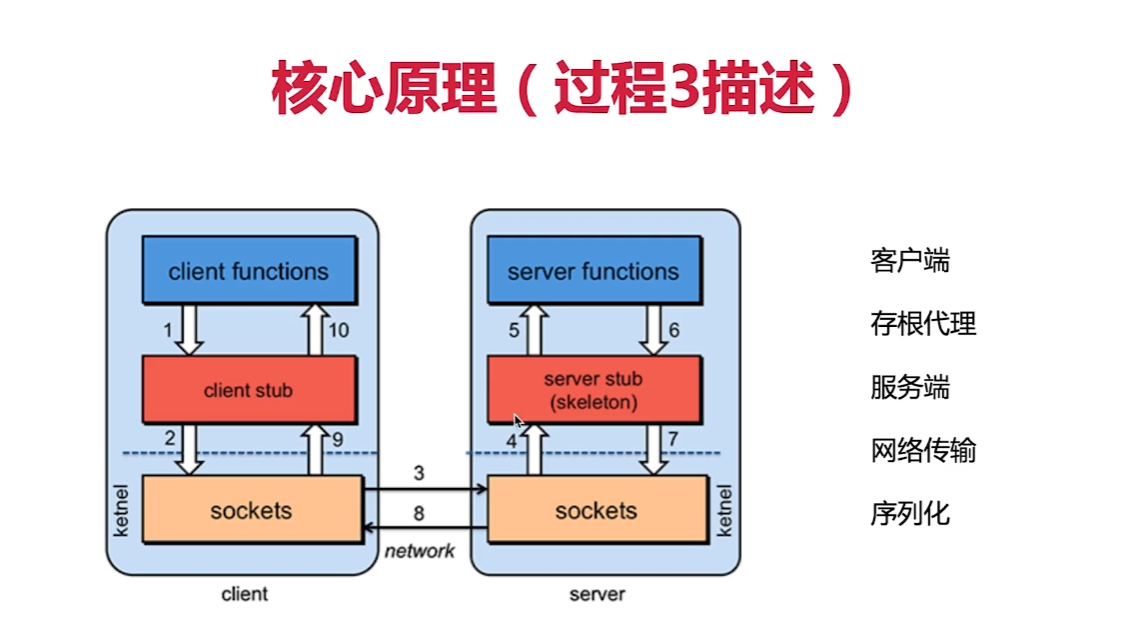 核心原理（过程3描述）
client functions
1
10
client stub
2
9
ketnel
sockets
client
3
8
network
server functions
5
6
server stub
(skeleton)
4
7
sockets
ketnel
server
客户端
存根代理
服务端
网络传输
序列化